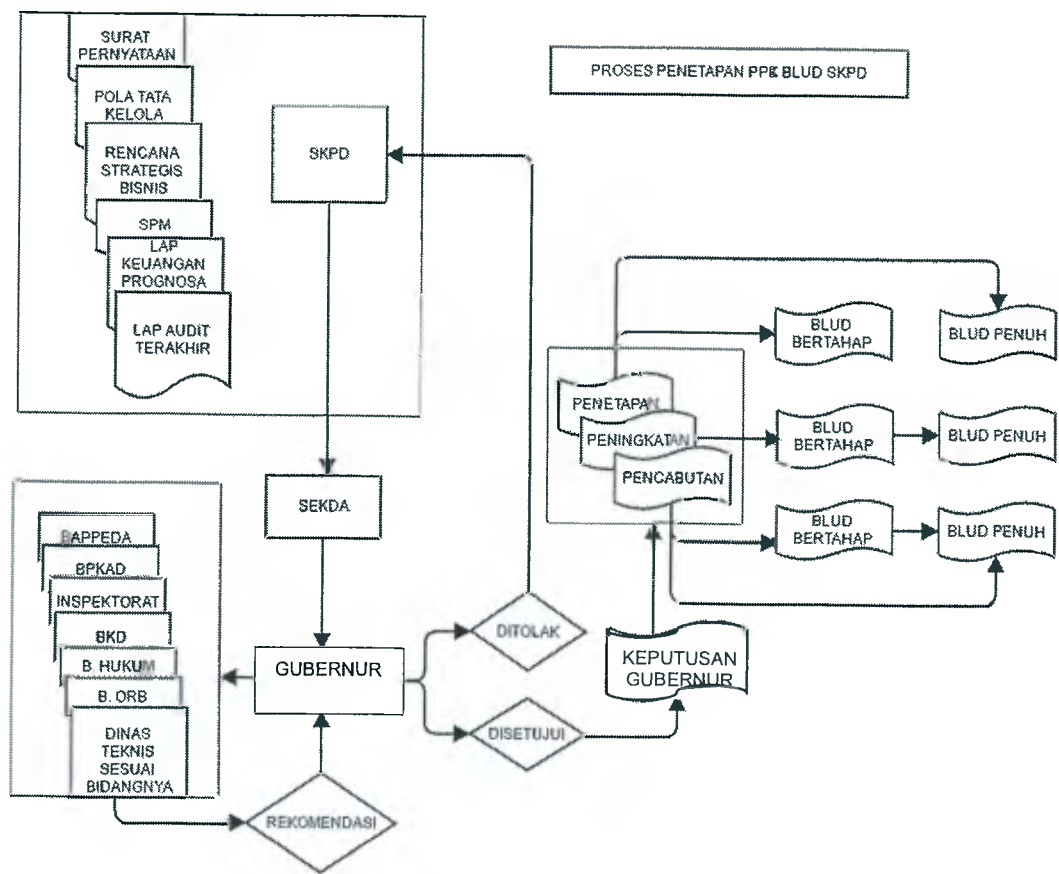 PROSES PENETAPAN PPK BLUD SKPD
SURAT
PERNYATAAN
POLA TATA
KELOLA
RENCANA
STRATEGIS
BISNIS
SPM
LAP
KEUANGAN
PROGNOSA
LAP AUDIT
TERAKHIR
SKPD
SEKDA
GUBERNUR
BAPPEDA
BPKAD
INSPEKTORAT
BKD
B. HUKUM
B. ORB
DINAS
TEKNIS
SESUAI
BIDANGNYA
REKOMENDASI
DITOLAK
DISETUJUI
KEPUTUSAN
GUBERNUR
PENETAPAN
PENINGKATAN
PENCABUTAN
BLUD
BERTAHAP
BLUD PENUH
BLUD
BERTAHAP
BLUD PENUH
BLUD
BERTAHAP
BLUD PENUH